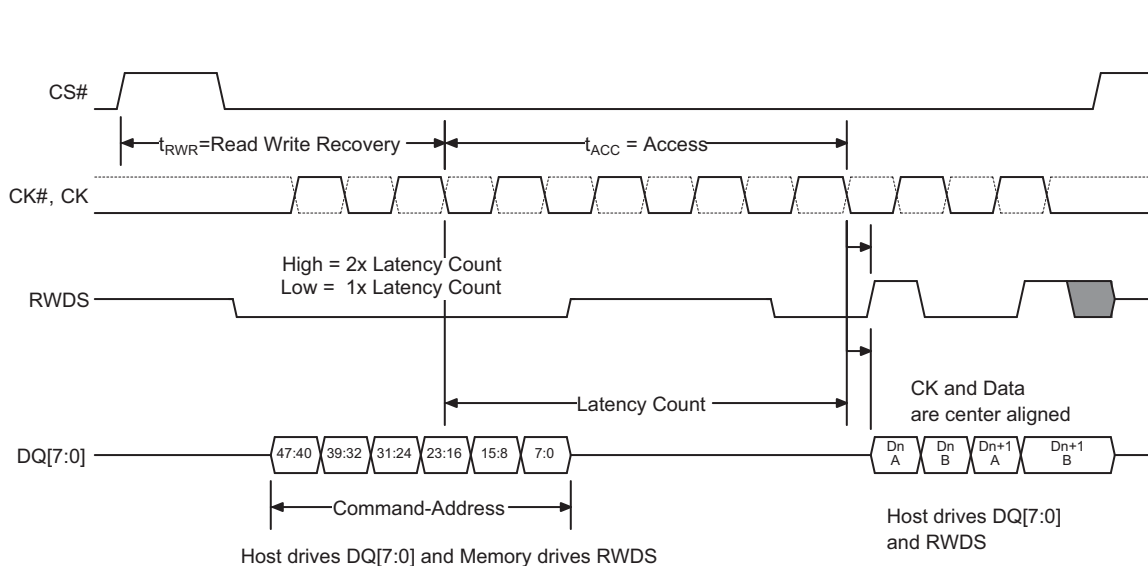 CS#
tRWR=Read Write Recovery
tACC = Access
CK#, CK
High = 2x Latency Count
Low = 1x Latency Count
RWDS
Latency Count
CK and Data
are center aligned
DQ[7:0]
47:40
39:32
31:24
23:16
15:8
7:0
Dn
A
Dn
B
Dn+1
A
Dn+1
B
Command-Address
Host drives DQ[7:0]
and RWDS
Host drives DQ[7:0] and Memory drives RWDS